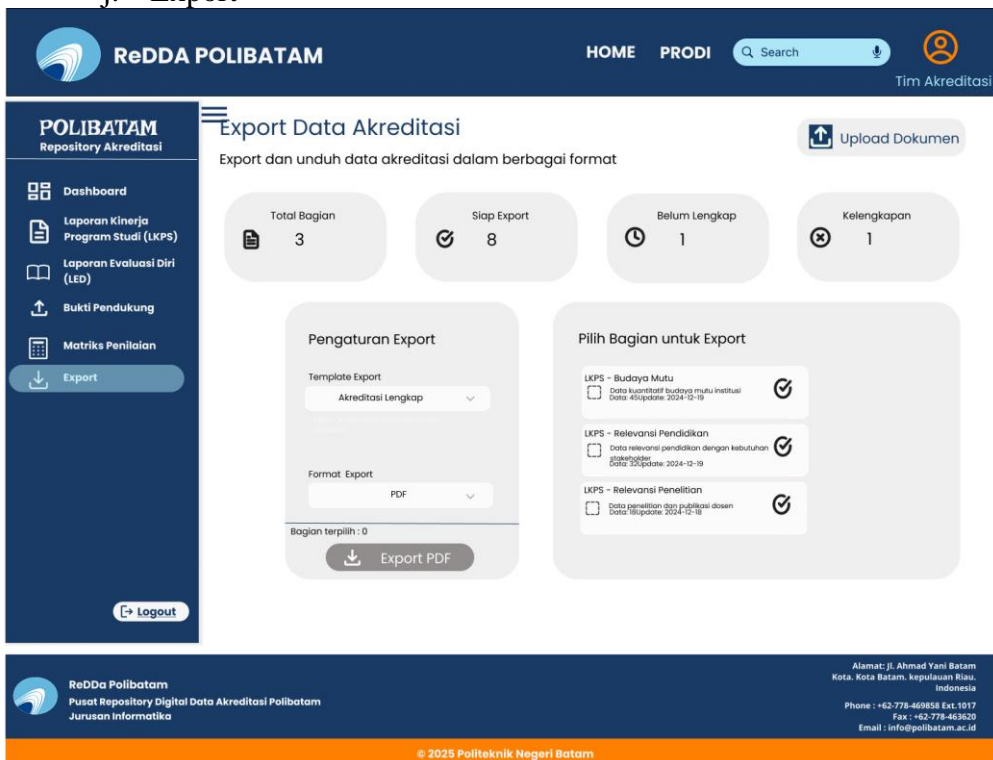 j. Export
ReDDA POLIBATAM
HOME PRODI Search
Tim Akreditasi
POLIBATAM
Repository Akreditasi
Dashboard
Laporan Kinerja
Program Studi (LKPS)
Laporan Evaluasi Diri
(LED)
Bukti Pendukung
Matriks Penilaian
Export
Logout
Export Data Akreditasi
Export dan unduh data akreditasi dalam berbagai format
Upload Dokumen
Total Bagian
3
Siap Export
8
Belum Lengkap
1
Kelengkapan
1
Pengaturan Export
Template Export
Akreditasi Lengkap
Format Export
PDF
Bagian terpilih : 0
Export PDF
Pilih Bagian untuk Export
LKPS - Budaya Mutu
Data kuantitatif budaya mutu institusi
Data: 45Update: 2024-12-19
LKPS - Relevansi Pendidikan
Data relevansi pendidikan dengan kebutuhan
stakeholder
Data: 32Update: 2024-12-19
LKPS - Relevansi Penelitian
Data penelitian dan publikasi dosen
Data: 18Update: 2024-12-18
ReDDa Polibatam
Pusat Repository Digital Data Akreditasi Polibatam
Jurusan Informatika
Alamat: Jl. Ahmad Yani Batam
Kota. Kota Batam. kepulauan Riau.
Indonesia
Phone : +62-778-469858 Ext.1017
Fax : +62-778-463620
Email : info@polibatam.ac.id
© 2025 Politeknik Negeri Batam